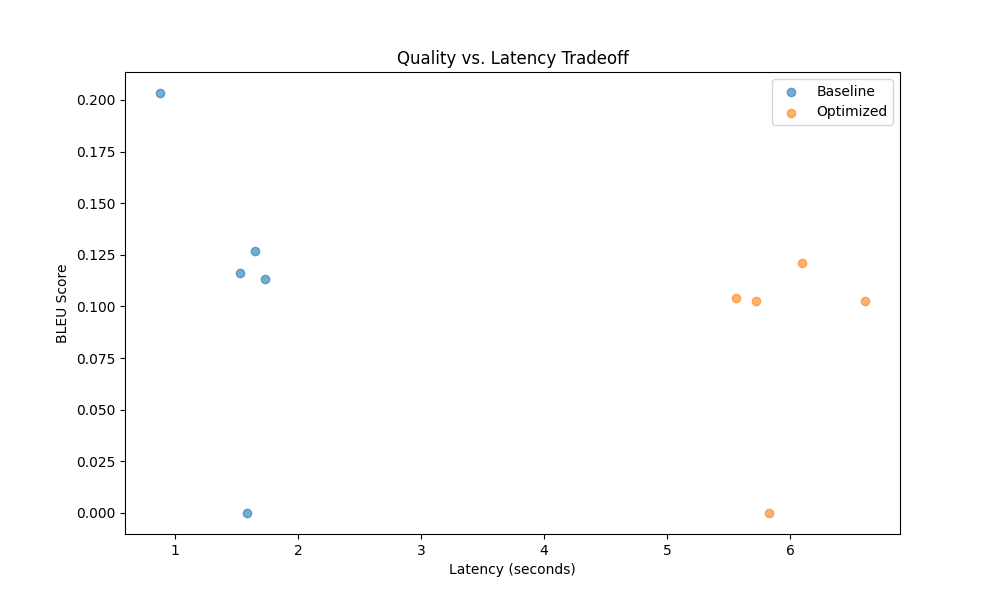 Quality vs. Latency Tradeoff
Baseline
Optimized
0.200
0.175
0.150
0.125
0.100
0.075
0.050
0.025
0.000
BLEU Score
1 2 3 4 5 6
Latency (seconds)